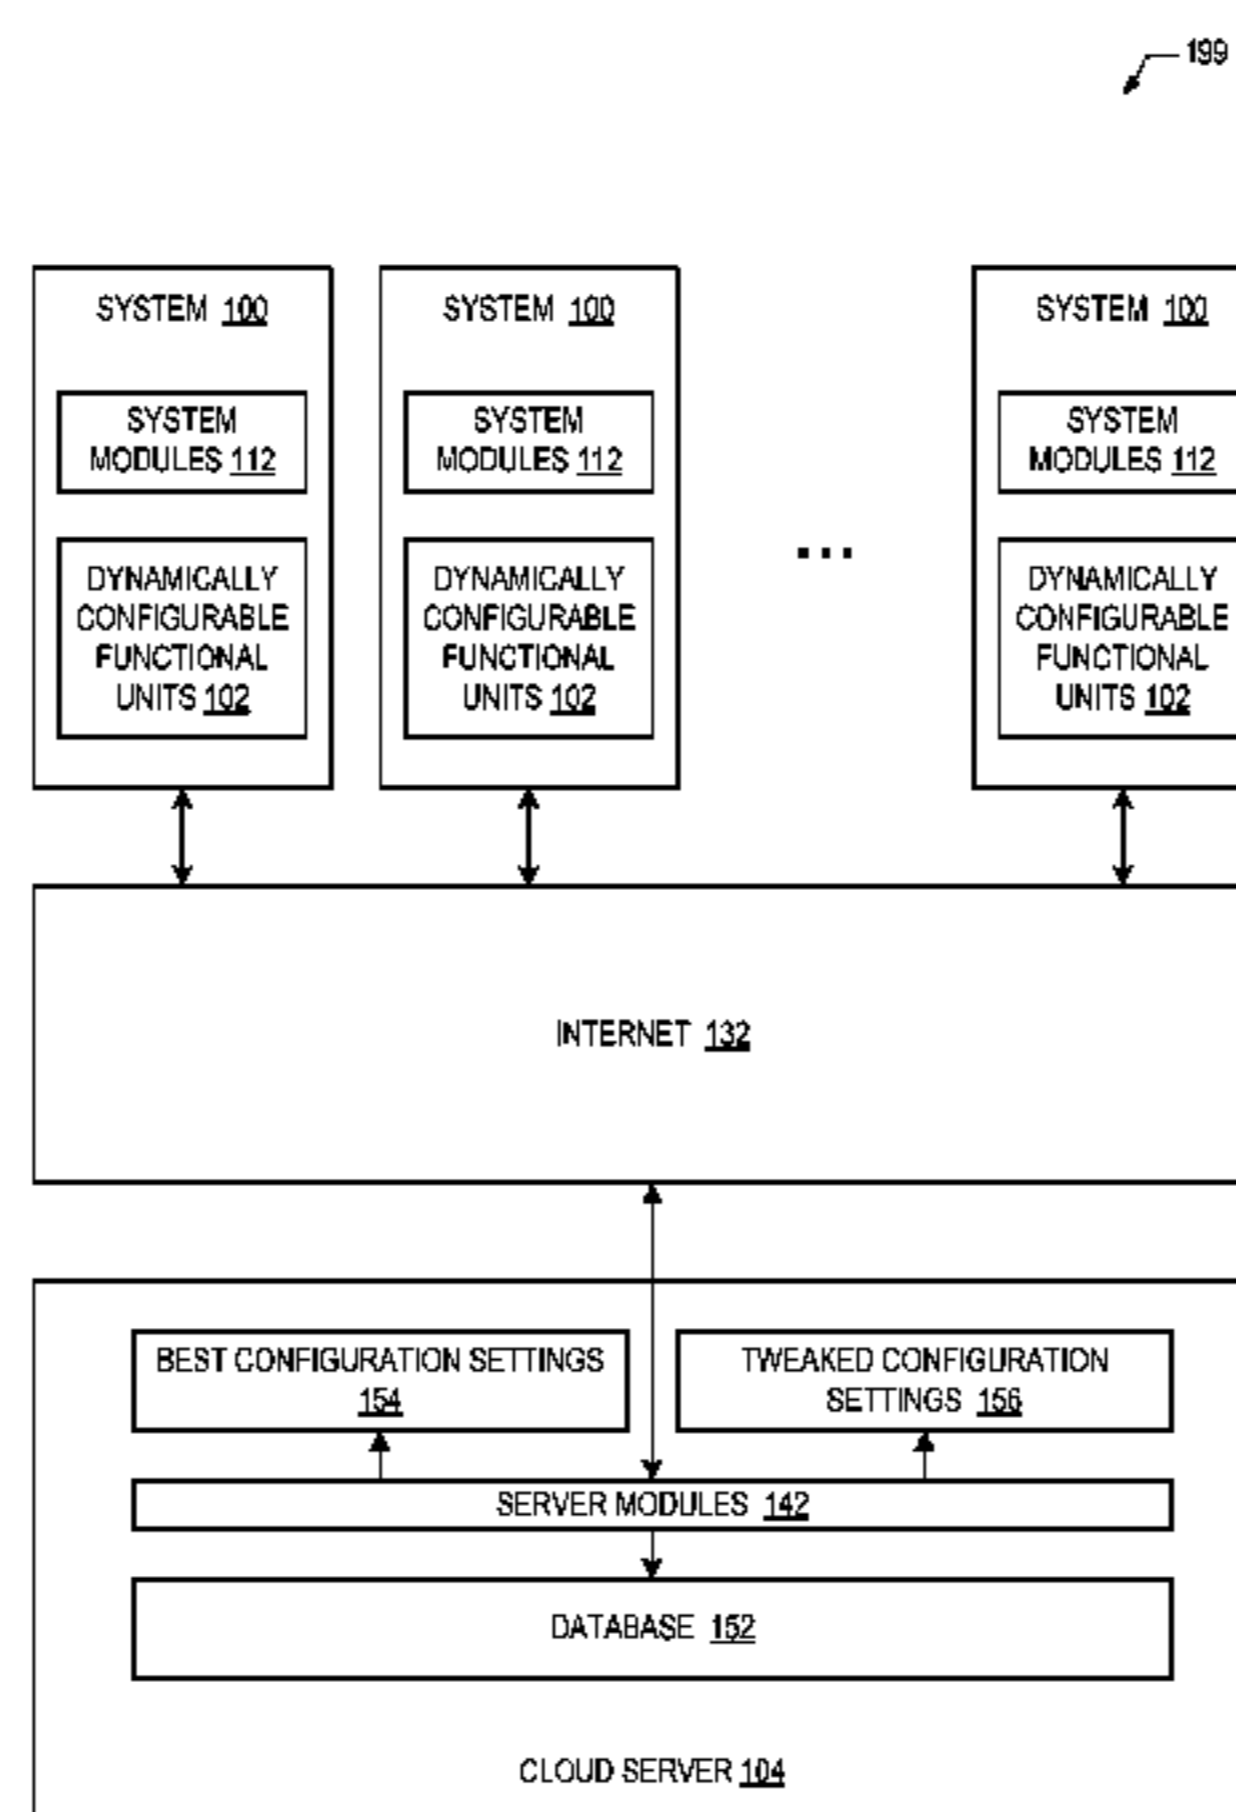 199
SYSTEM 100
SYSTEM
MODULES 112
DYNAMICALLY
CONFIGURABLE
FUNCTIONAL
UNITS 102
SYSTEM 100
SYSTEM
MODULES 112
DYNAMICALLY
CONFIGURABLE
FUNCTIONAL
UNITS 102
...
SYSTEM 100
SYSTEM
MODULES 112
DYNAMICALLY
CONFIGURABLE
FUNCTIONAL
UNITS 102
INTERNET 132
BEST CONFIGURATION SETTINGS
154
TWEAKED CONFIGURATION
SETTINGS 156
SERVER MODULES 142
DATABASE 152
CLOUD SERVER 104